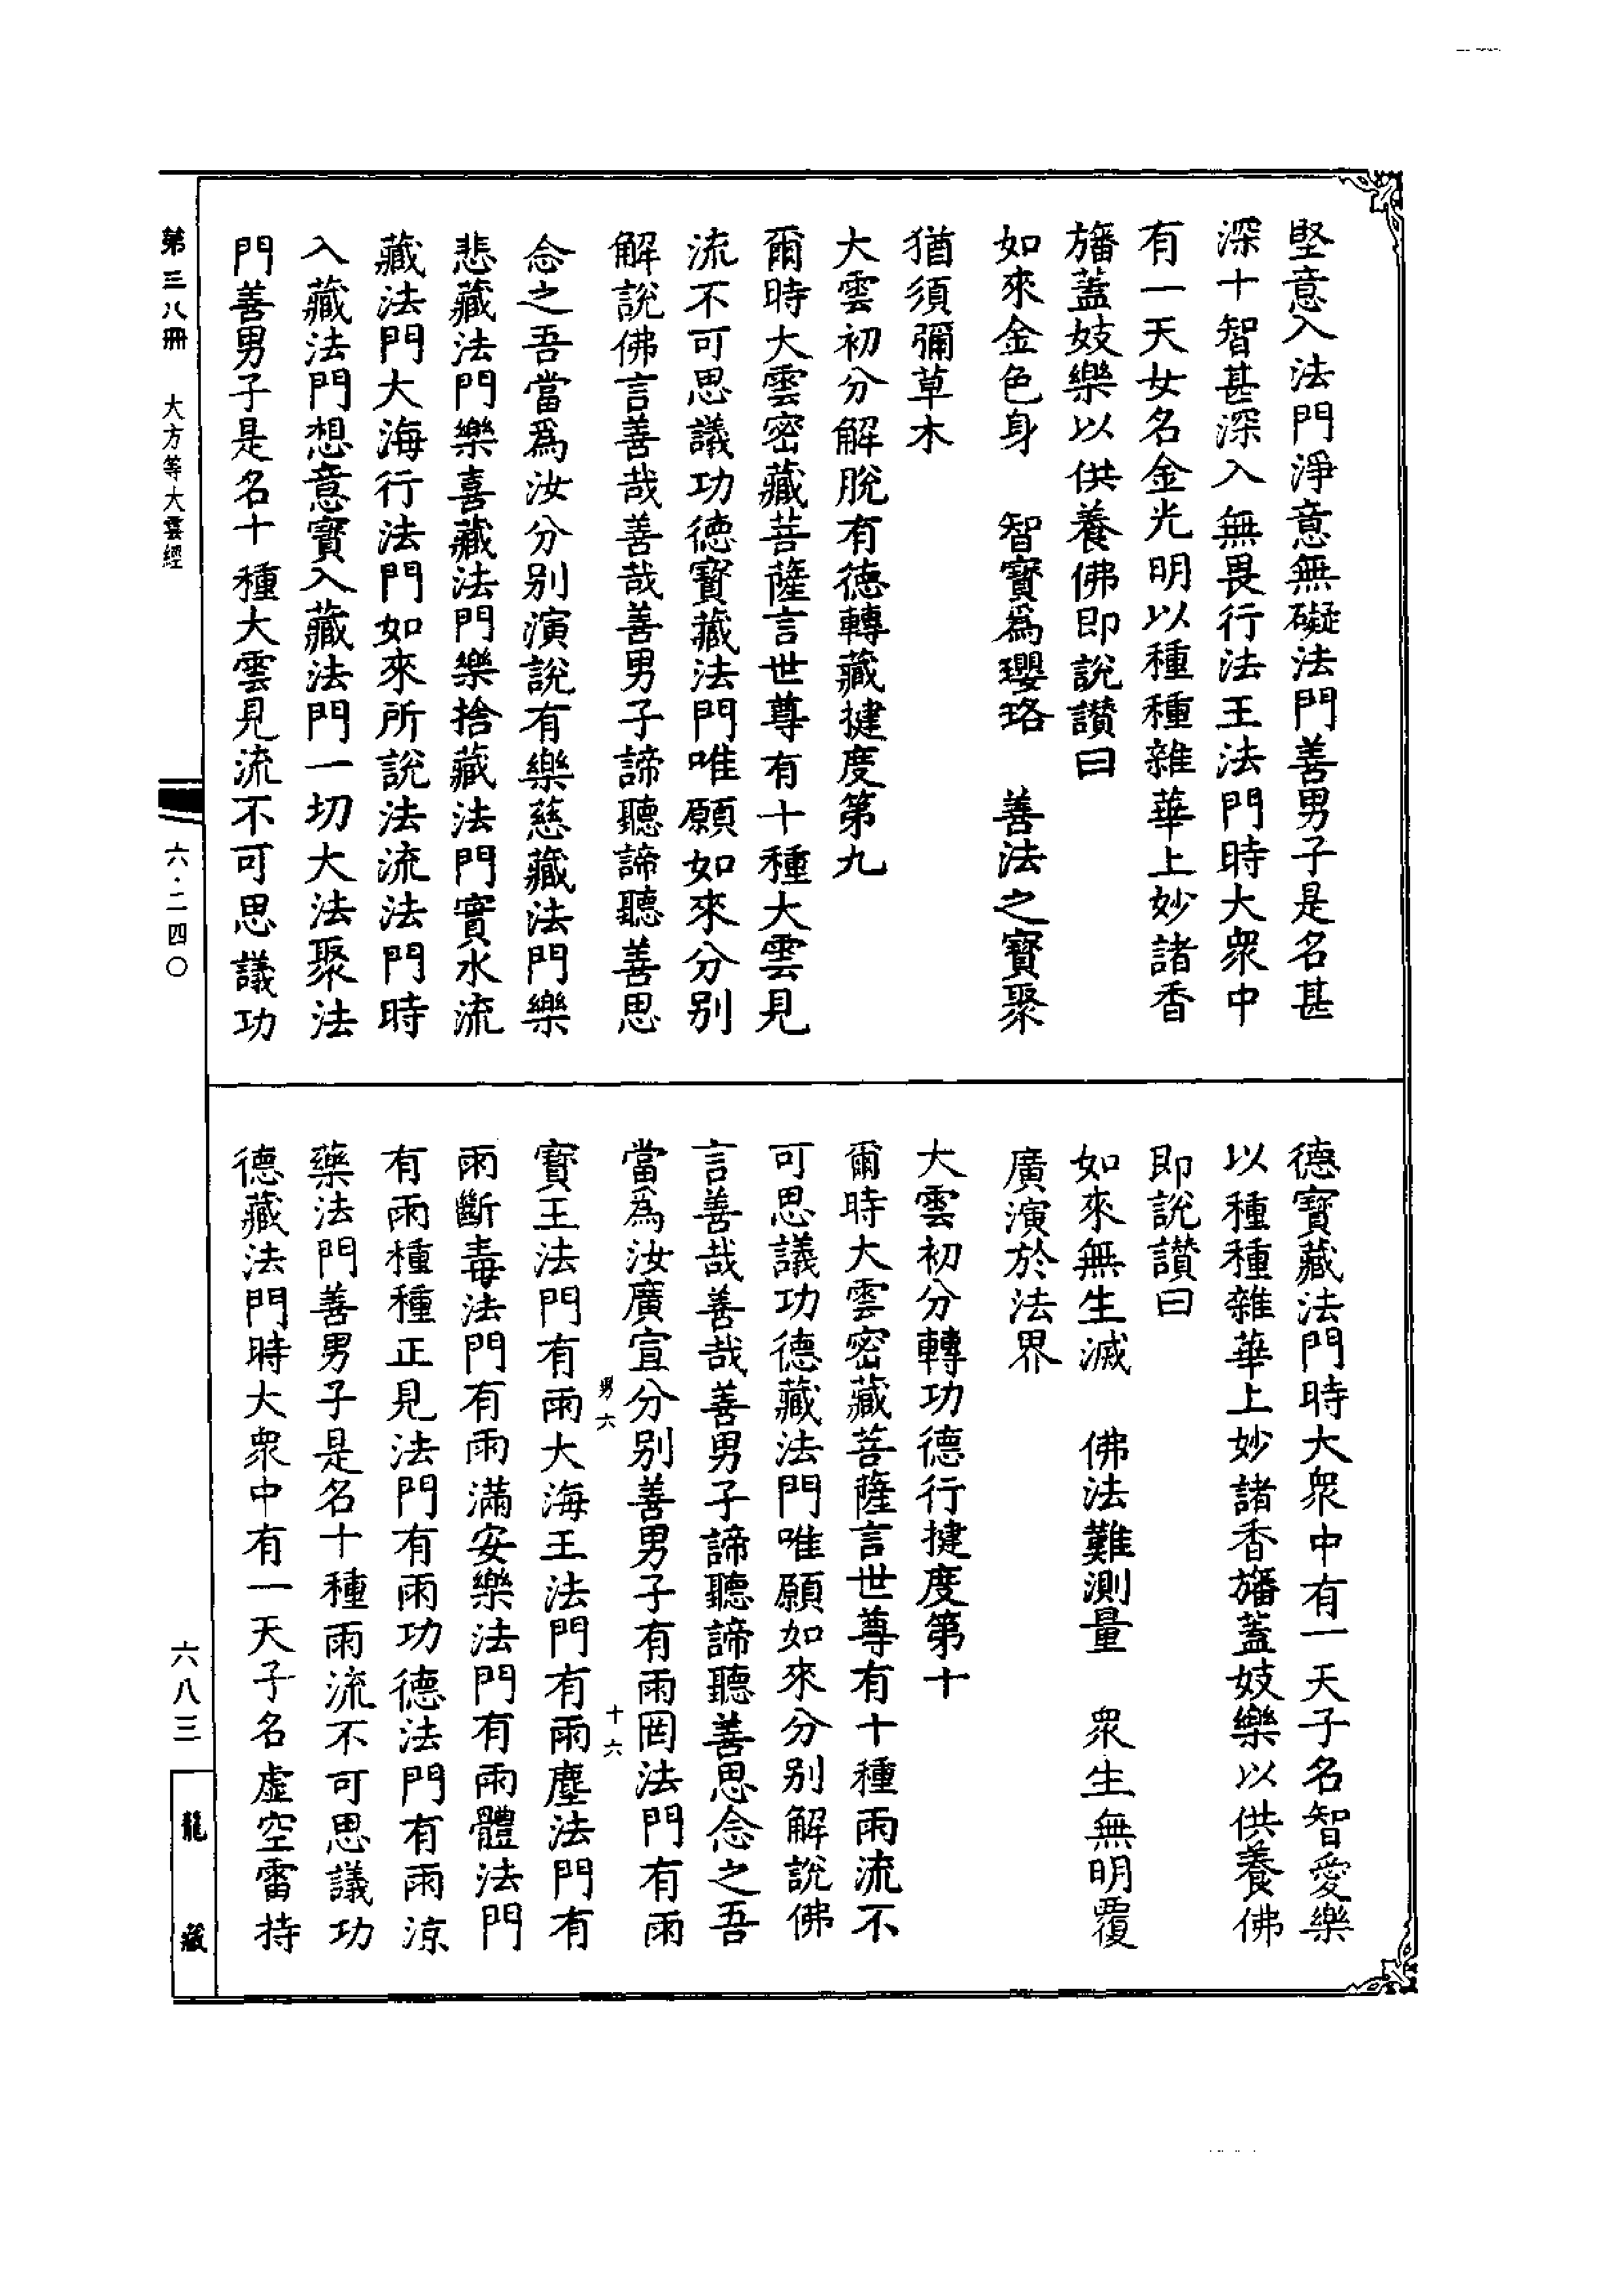 堅意入法門淨意無礙法門善男子是名甚
深十智甚深入無畏行法王法門時大衆中
有一天女名金光明以種種雜華上妙諸香
旛蓋妓樂以供養佛即說讃曰
如來金色身　智寶爲瓔珞　善法之寶聚
猶須彌草木
大雲初分解脫有德轉藏揵度第九
爾時大雲密藏菩薩言世尊有十種大雲見
流不可思議功德寶藏法門唯願如來分別
解說佛言善哉善哉善男子諦聽諦聽善思
念之吾當爲汝分別演說有樂慈藏法門樂
悲藏法門樂喜藏法門樂捨藏法門實水流
藏法門大海行法門如來所說法流法門時
入藏法門想意寶入藏法門一切大法聚法
門善男子是名十種大雲見流不可思議功
德寶藏法門時大衆中有一天子名智愛樂
以種種雜華上妙諸香旛蓋妓樂以供養佛
即說讃曰
如來無生滅　佛法難測量　衆生無明覆
廣演於法界
大雲初分轉功德行揵度第十
爾時大雲密藏菩薩言世尊有十種雨流不
可思議功德藏法門唯願如來分別解說佛
言善哉善哉善男子諦聽諦聽善思念之吾
當爲汝廣宣分別善男子有雨罔法門有雨
男六　十六
寶王法門有雨大海王法門有雨塵法門有
雨斷毒法門有雨滿安樂法門有雨體法門
有雨種種正見法門有雨功德法門有雨涼
藥法門善男子是名十種雨流不可思議功
德藏法門時大衆中有一天子名虛空雷持
第三八冊　大方等大雲經
六·二四〇
六八三
龍藏